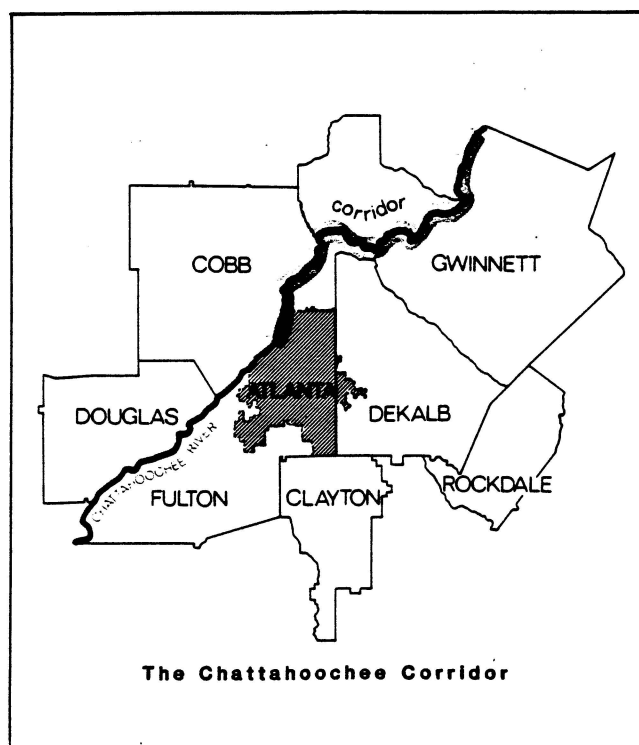 corridor
COBB
GWINNETT
ATLANTA
DOUGLAS
DEKALB
CHATTAHOOCHEE RIVER
FULTON
CLAYTON
ROCKDALE
The Chattahoochee Corridor